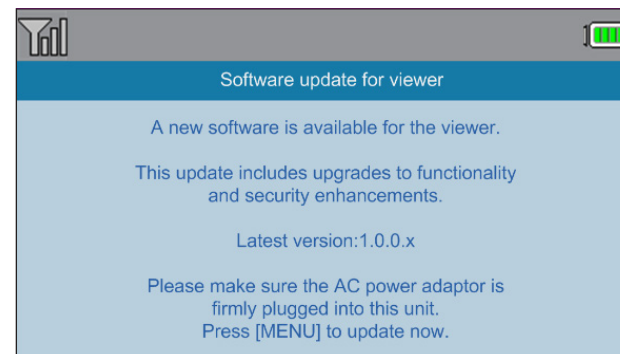 Software update for viewer
A new software is available for the viewer.
This update includes upgrades to functionality
and security enhancements.
Latest version:1.0.0.x
Please make sure the AC power adaptor is
firmly plugged into this unit.
Press [MENU] to update now.